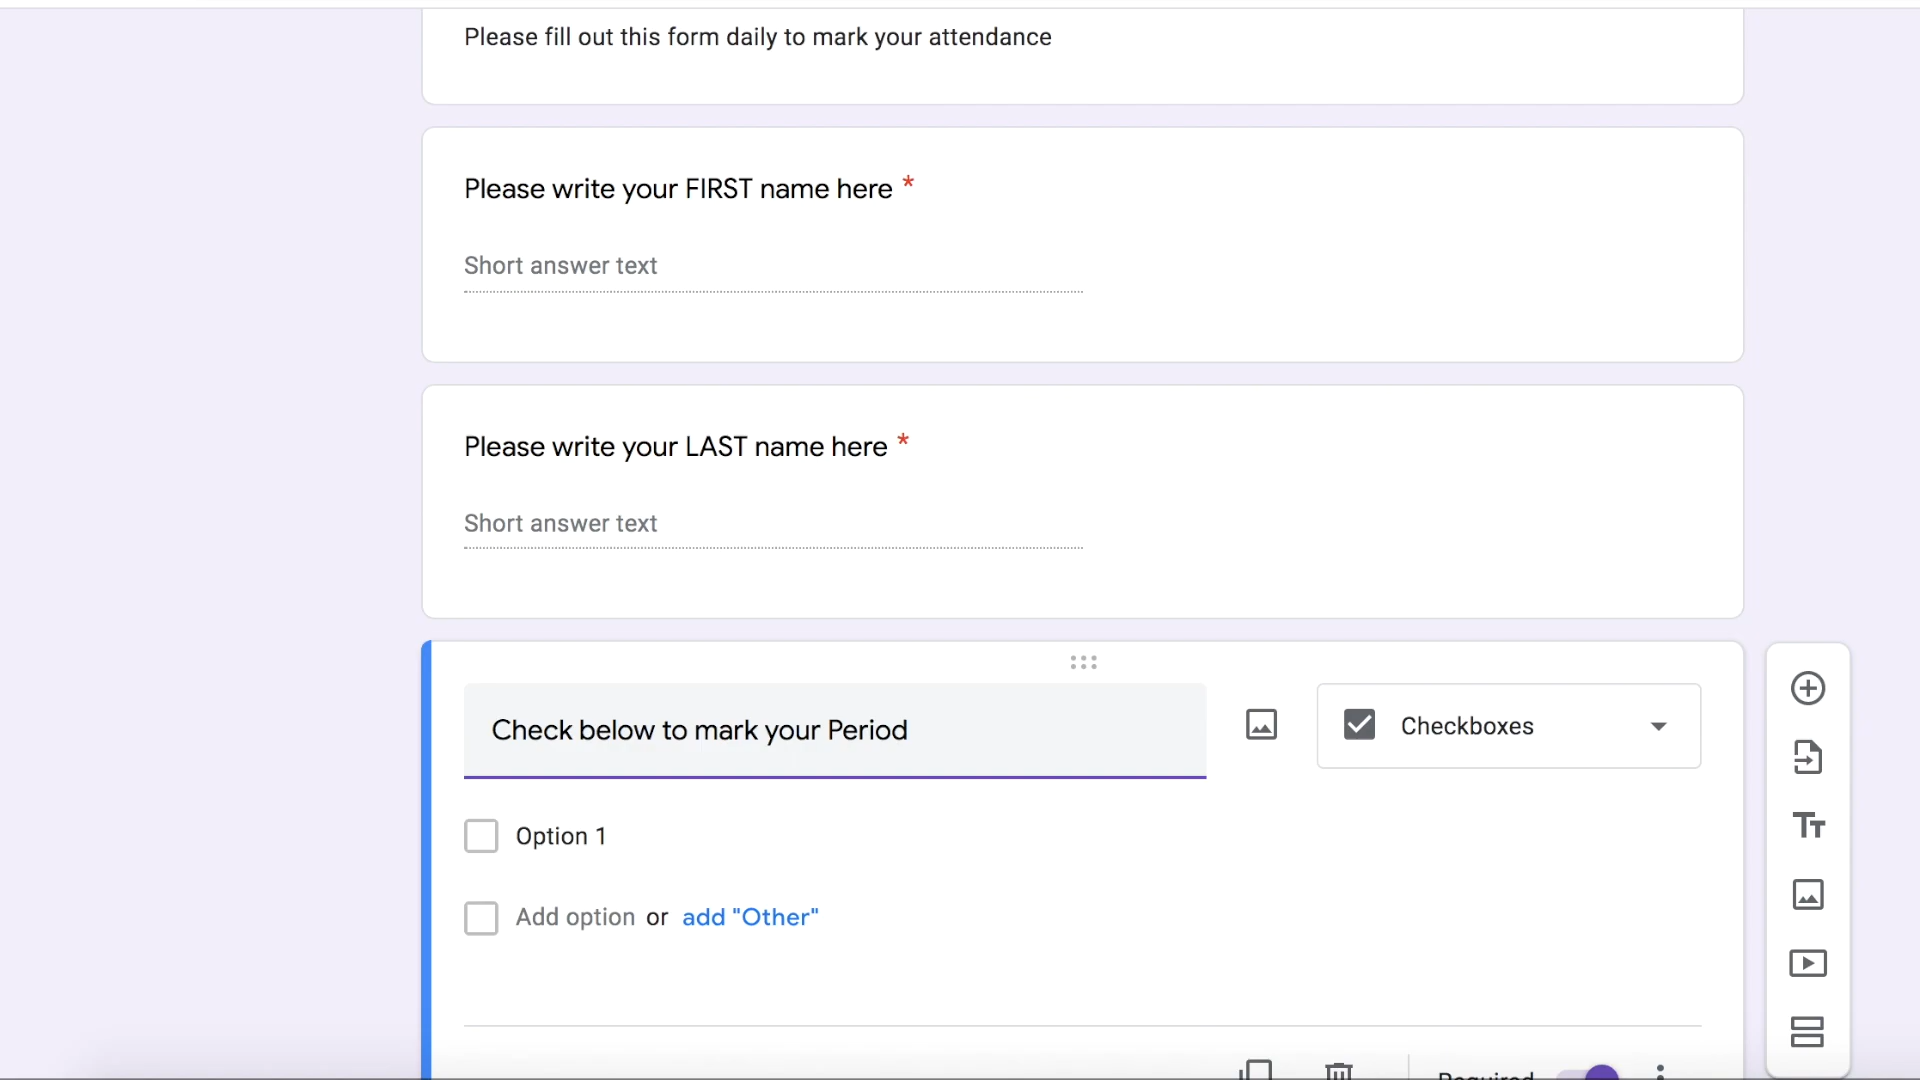 Please fill out this form daily to mark your attendance
Please write your FIRST name here *
Short answer text
Please write your LAST name here *
Short answer text
Check below to mark your Period
Checkboxes
Option 1
Add option or add "Other"
Required